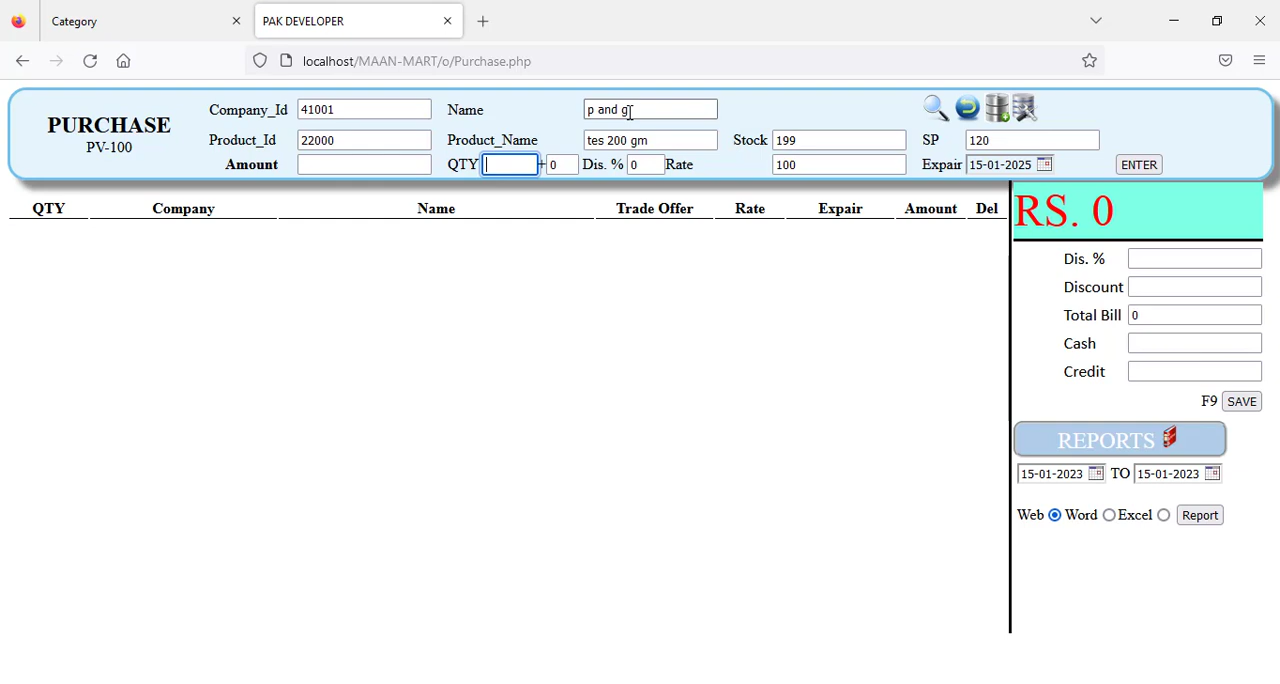 Category
PAK DEVELOPER
localhost/MAAN-MART/o/Purchase.php
PURCHASE
PV-100
Company_Id 41001 Name p and g
Product_Id 22000 Product_Name tes 200 gm Stock 199 SP 120
Amount QTY + 0 Dis. % 0 Rate 100 Expair 15-01-2025 ENTER
QTY Company Name Trade Offer Rate Expair Amount Del
RS. 0
Dis. %
Discount
Total Bill 0
Cash
Credit
F9 SAVE
REPORTS
15-01-2023 TO 15-01-2023
Web Word Excel Report